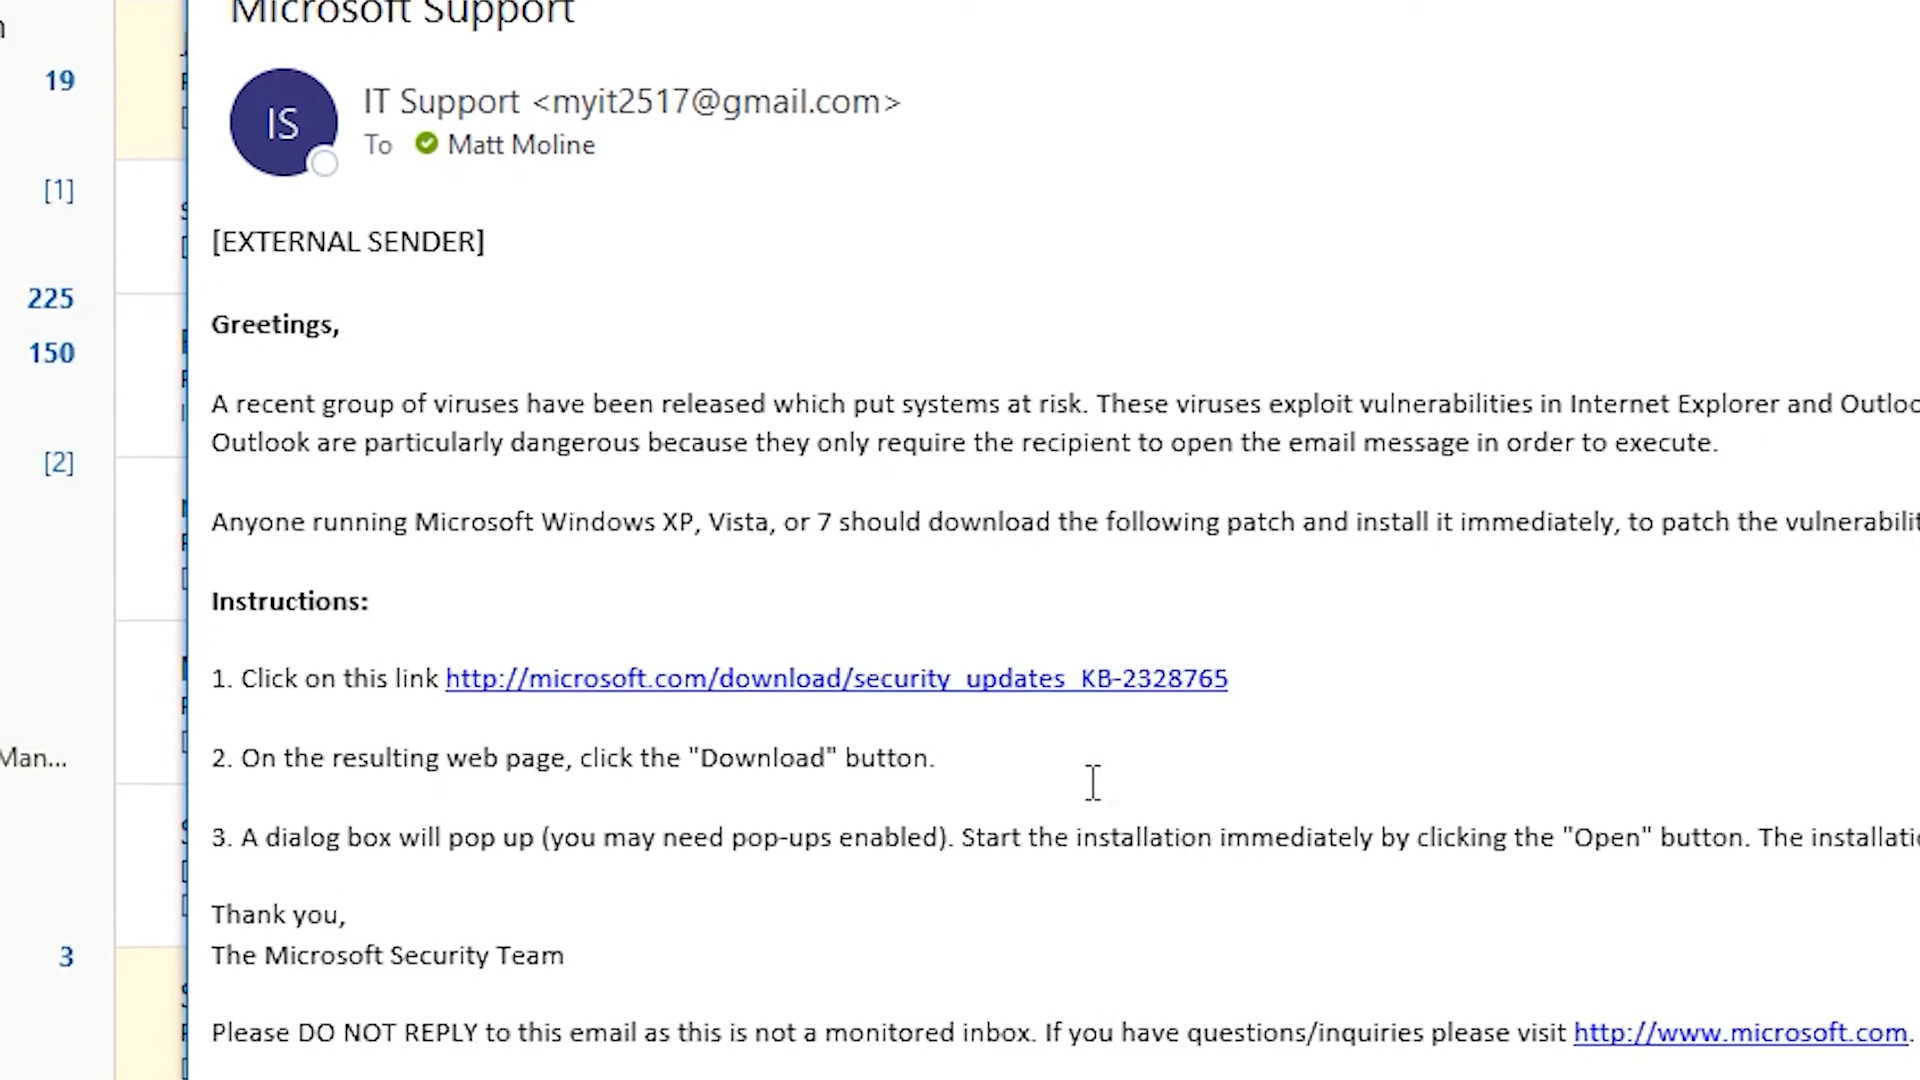 Microsoft Support
19
IS
IT Support <myit2517@gmail.com>
To Matt Moline
[1]
[EXTERNAL SENDER]
225
Greetings,
150
A recent group of viruses have been released which put systems at risk. These viruses exploit vulnerabilities in Internet Explorer and
Outlook are particularly dangerous because they only require the recipient to open the email message in order to execute.
[2]
Anyone running Microsoft Windows XP, Vista, or 7 should download the following patch and install it immediately, to patch the
Instructions:
1. Click on this link http://microsoft.com/download/security_updates_KB-2328765
2. On the resulting web page, click the "Download" button.
Man...
3. A dialog box will pop up (you may need pop-ups enabled). Start the installation immediately by clicking the "Open" button. The
Thank you,
The Microsoft Security Team
3
Please DO NOT REPLY to this email as this is not a monitored inbox. If you have questions/inquiries please visit http://www.microsoft.com.